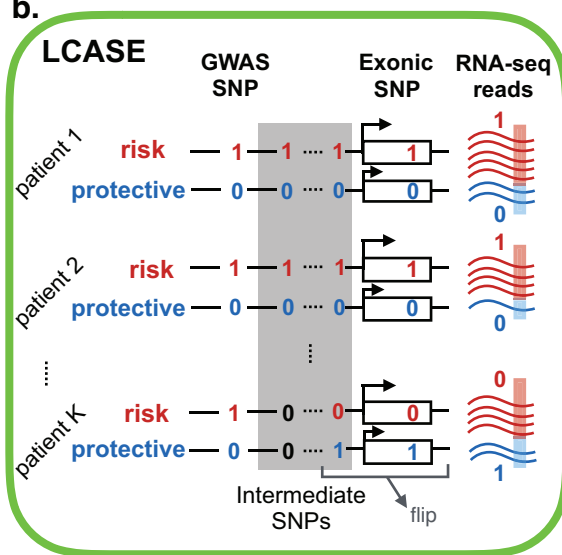 b.
LCASE
GWAS SNP
Exonic SNP
RNA-seq reads
patient 1
risk 1 1 .... 1 1 1
protective 0 0 .... 0 0 0
patient 2
risk 1 1 .... 1 1 1
protective 0 0 .... 0 0 0
patient K
risk 1 0 .... 0 0 0
protective 0 0 .... 1 1 1
Intermediate SNPs
flip